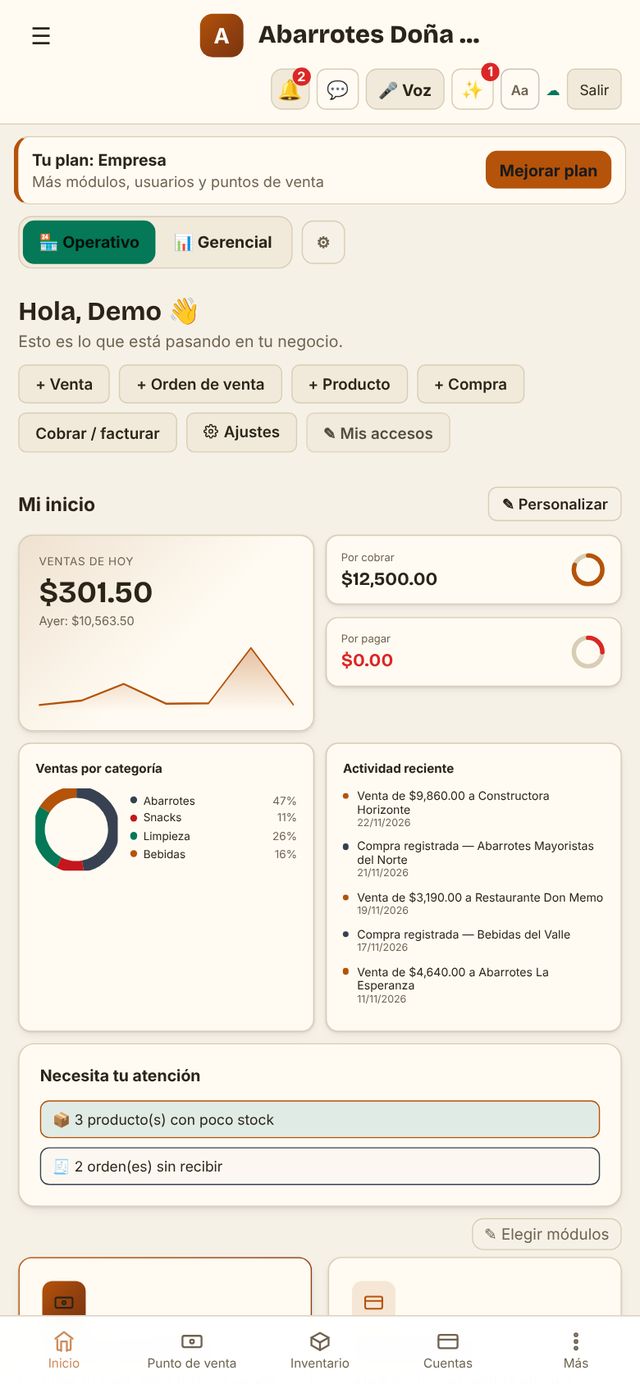 ☰ A Abarrotes Doña ...
🔔 2 💬 🎤 Voz ✨ 1 Aa ☁ Salir
Tu plan: Empresa
Más módulos, usuarios y puntos de venta
Mejorar plan
🏪 Operativo 📊 Gerencial ⚙
Hola, Demo 👋
Esto es lo que está pasando en tu negocio.
+ Venta + Orden de venta + Producto + Compra
Cobrar / facturar ⚙ Ajustes ✎ Mis accesos
Mi inicio ✎ Personalizar
VENTAS DE HOY
$301.50
Ayer: $10,563.50
Por cobrar
$12,500.00
Por pagar
$0.00
Ventas por categoría
Abarrotes 47%
Snacks 11%
Limpieza 26%
Bebidas 16%
Actividad reciente
Venta de $9,860.00 a Constructora
Horizonte
22/11/2026
Compra registrada — Abarrotes Mayoristas
del Norte
21/11/2026
Venta de $3,190.00 a Restaurante Don Memo
19/11/2026
Compra registrada — Bebidas del Valle
17/11/2026
Venta de $4,640.00 a Abarrotes La
Esperanza
11/11/2026
Necesita tu atención
📦 3 producto(s) con poco stock
🧾 2 orden(es) sin recibir
✎ Elegir módulos
Inicio Punto de venta Inventario Cuentas Más